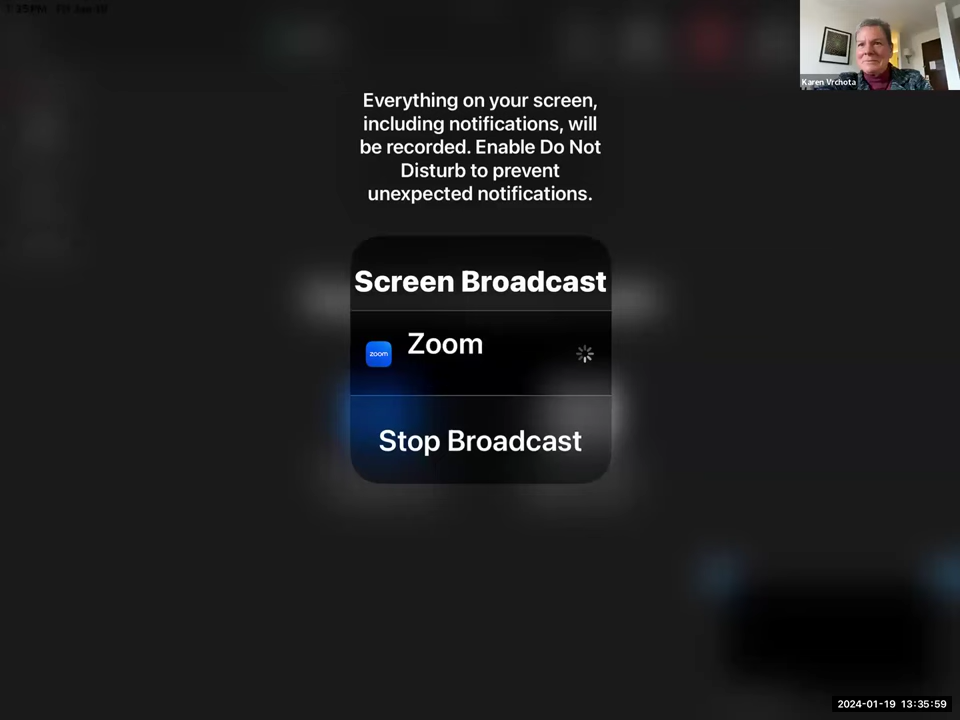 Karen Vrchota
Everything on your screen,
including notifications, will
be recorded. Enable Do Not
Disturb to prevent
unexpected notifications.
Screen Broadcast
zoom
Zoom
Stop Broadcast
2024-01-19 13:35:59